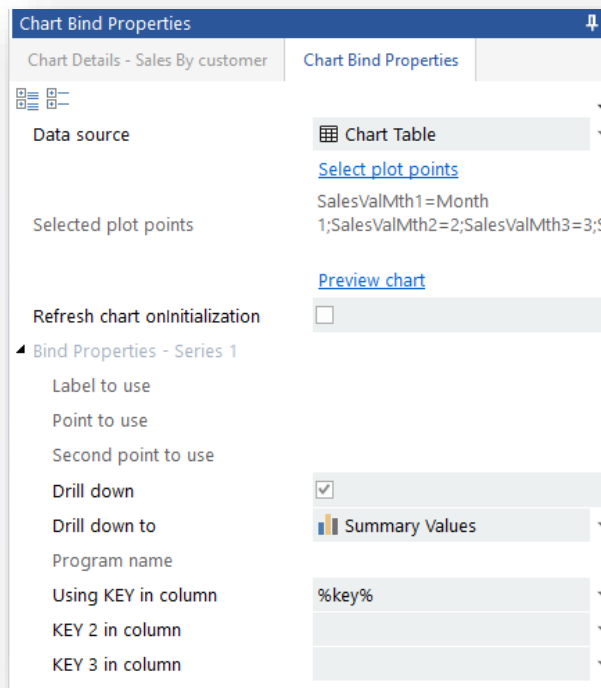 Chart Bind Properties
Chart Details - Sales By customer
Chart Bind Properties
Data source
Chart Table
Select plot points
Selected plot points
SalesValMth1=Month
1;SalesValMth2=2;SalesValMth3=3;
Preview chart
Refresh chart onInitialization
Bind Properties - Series 1
Label to use
Point to use
Second point to use
Drill down
Drill down to
Summary Values
Program name
Using KEY in column
%key%
KEY 2 in column
KEY 3 in column